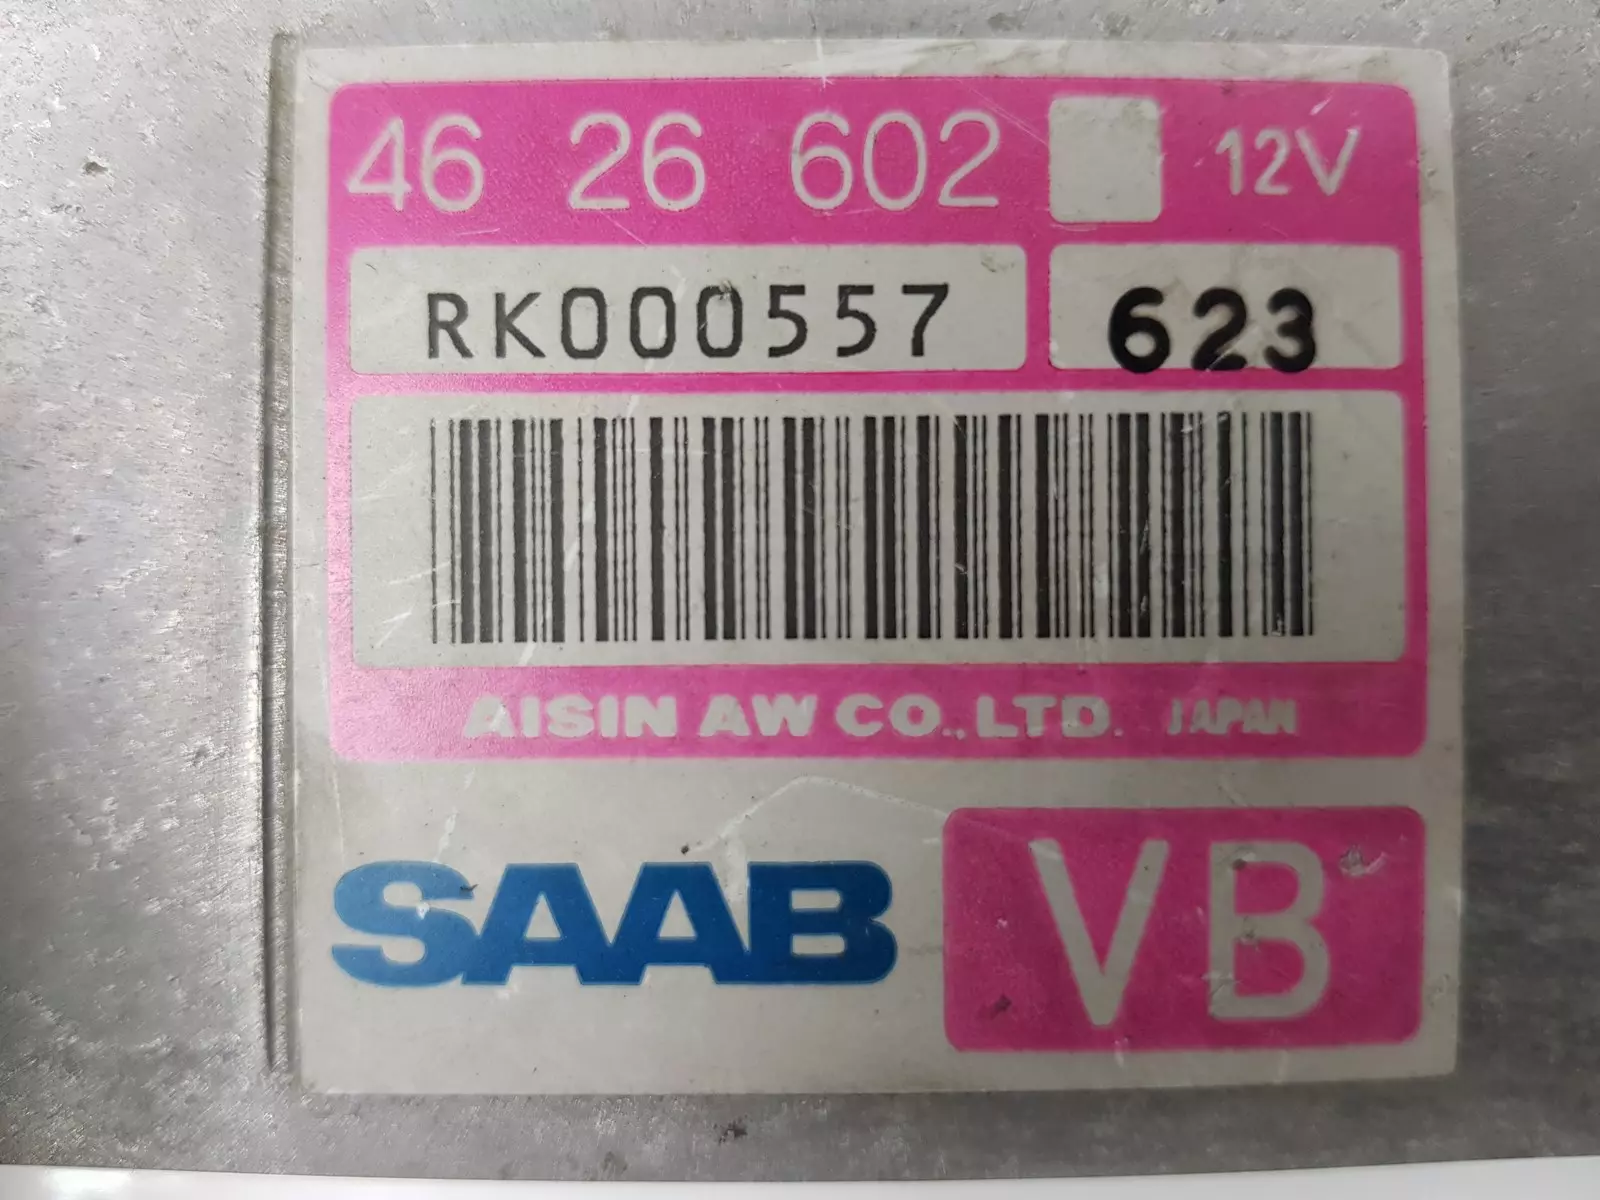 46 26 602 12V
RK000557 623
AISIN AW CO.,LTD. JAPAN
SAAB VB